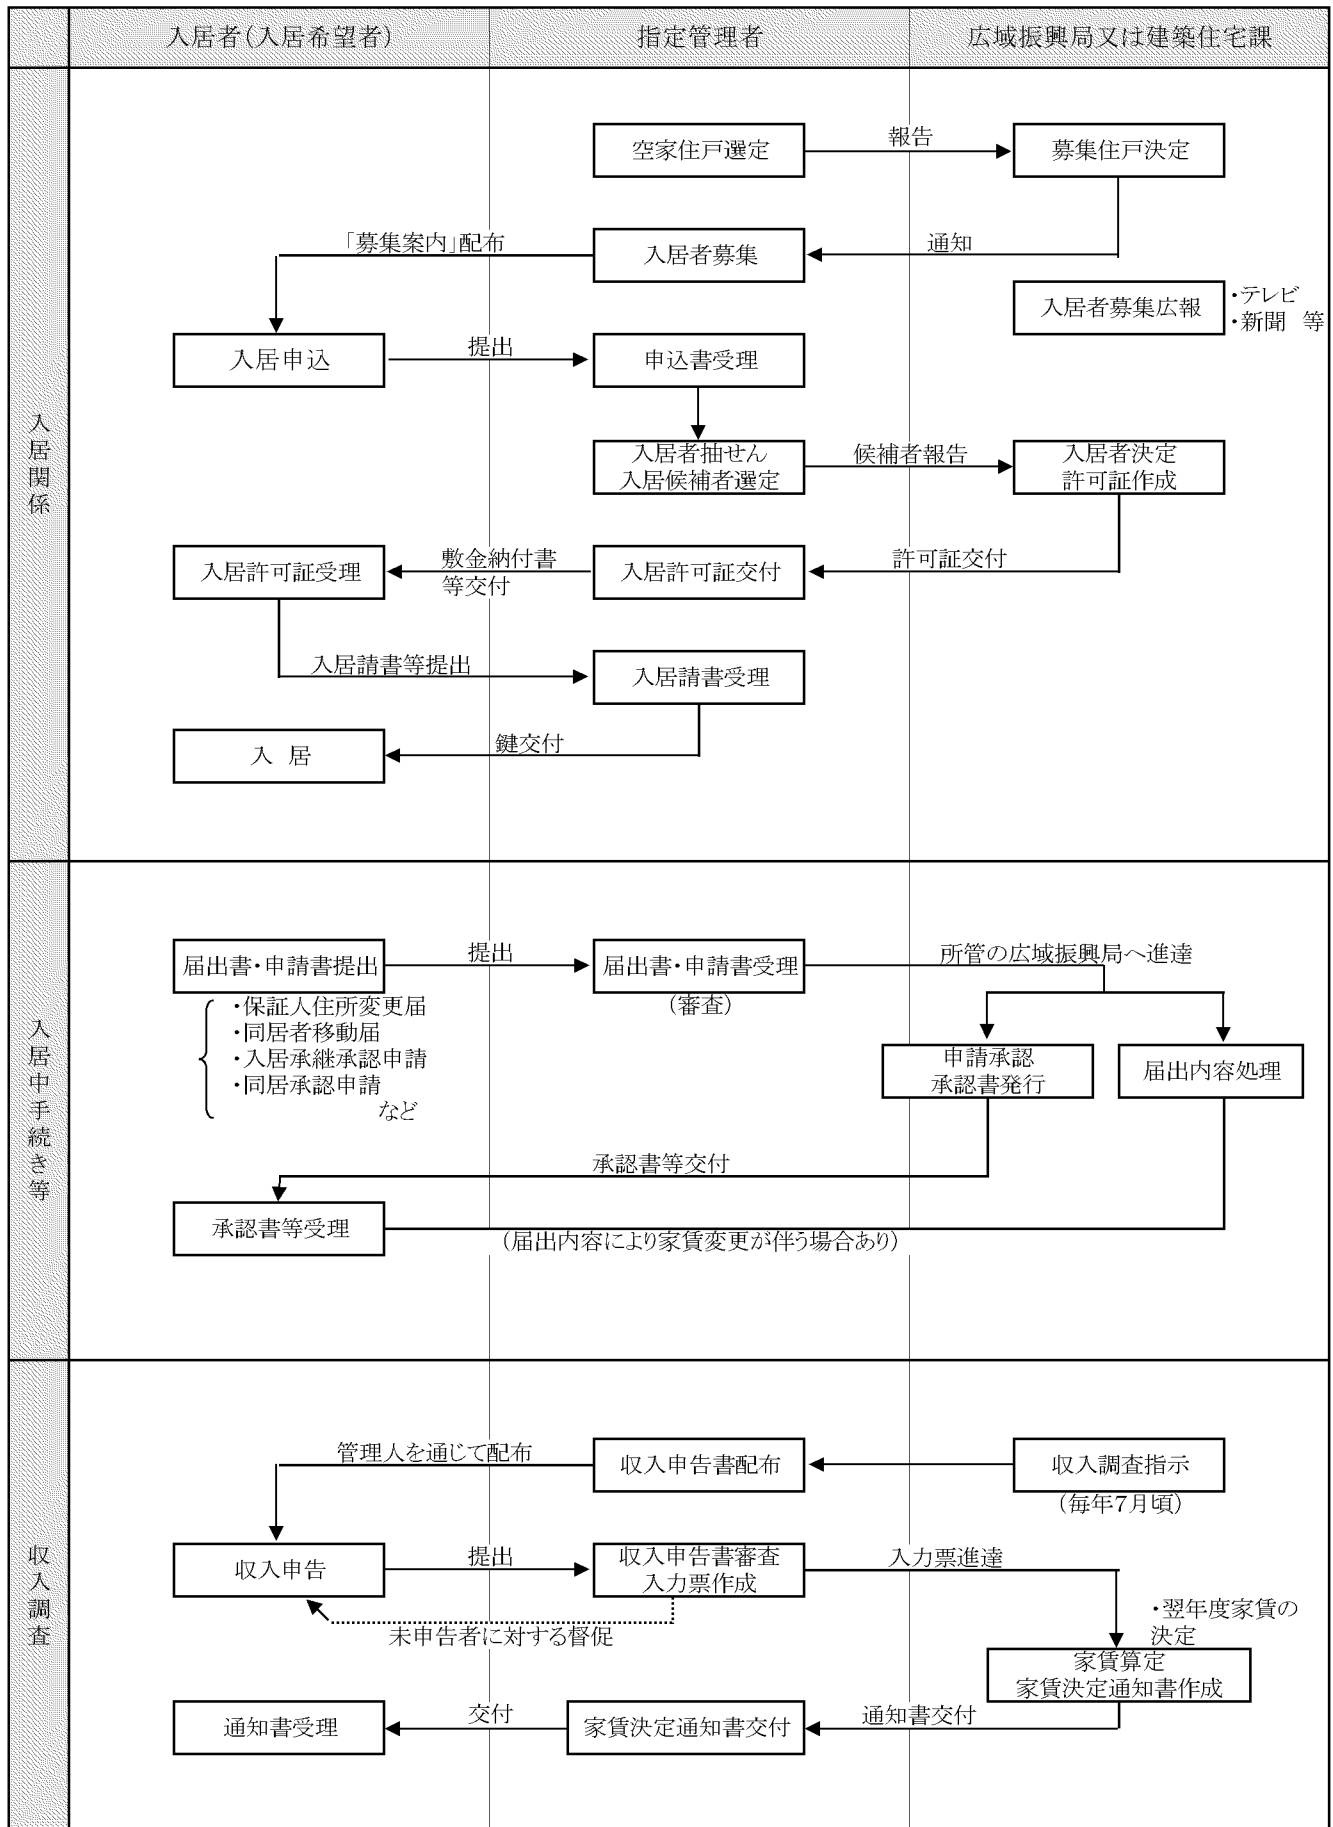 入居者(入居希望者)
指定管理者
広域振興局又は建築住宅課
入居関係
空家住戸選定
報告
募集住戸決定
「募集案内」配布
入居者募集
通知
入居者募集広報
・テレビ
・新聞 等
入居申込
提出
申込書受理
入居者抽せん
入居候補者選定
候補者報告
入居者決定
許可証作成
入居許可証受理
敷金納付書
等交付
入居許可証交付
許可証交付
入居請書等提出
入居請書受理
入 居
鍵交付
入居中手続き等
届出書・申請書提出
提出
届出書・申請書受理
(審査)
所管の広域振興局へ進達
・保証人住所変更届
・同居者移動届
・入居承継承認申請
・同居承認申請
など
申請承認
承認書発行
届出内容処理
承認書等交付
承認書等受理
(届出内容により家賃変更が伴う場合あり)
収入調査
管理人を通じて配布
収入申告書配布
収入調査指示
(毎年7月頃)
収入申告
提出
収入申告書審査
入力票作成
入力票進達
未申告者に対する督促
・翌年度家賃の
決定
家賃算定
家賃決定通知書作成
通知書受理
交付
家賃決定通知書交付
通知書交付